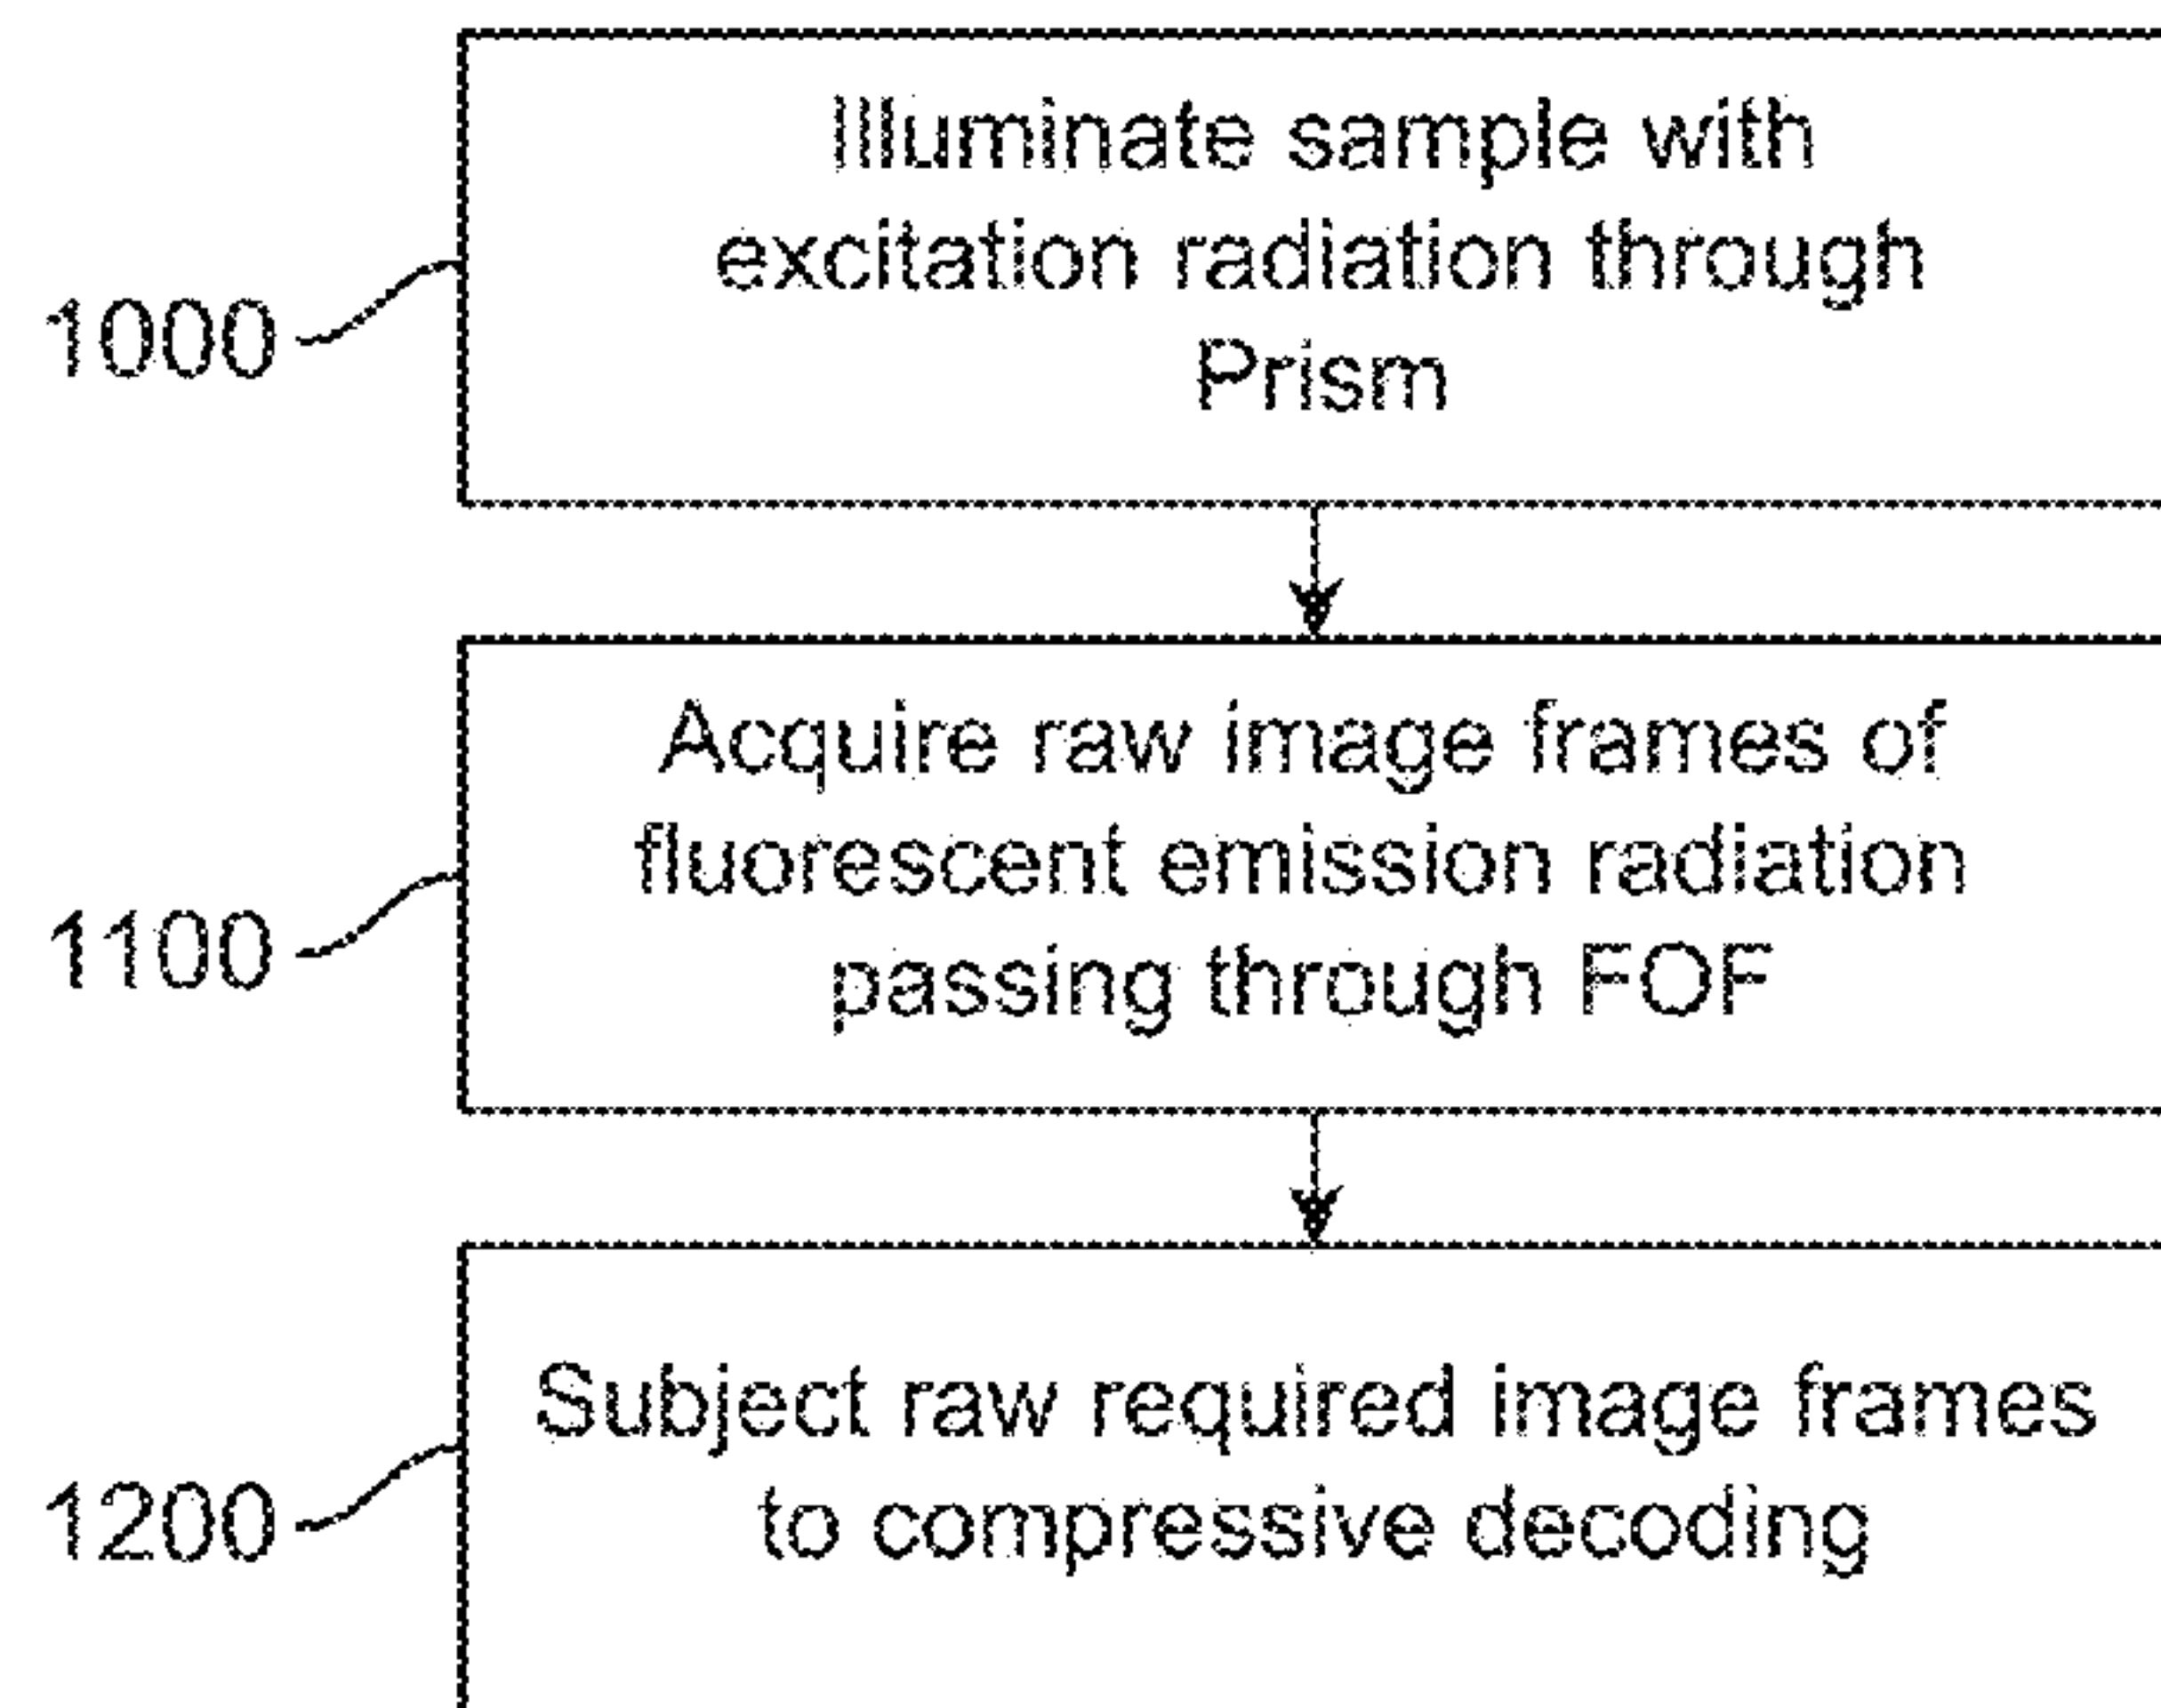 Illuminate sample with
excitation radiation through
Prism
1000
Acquire raw image frames of
fluorescent emission radiation
passing through FOF
1100
Subject raw required image frames
to compressive decoding
1200